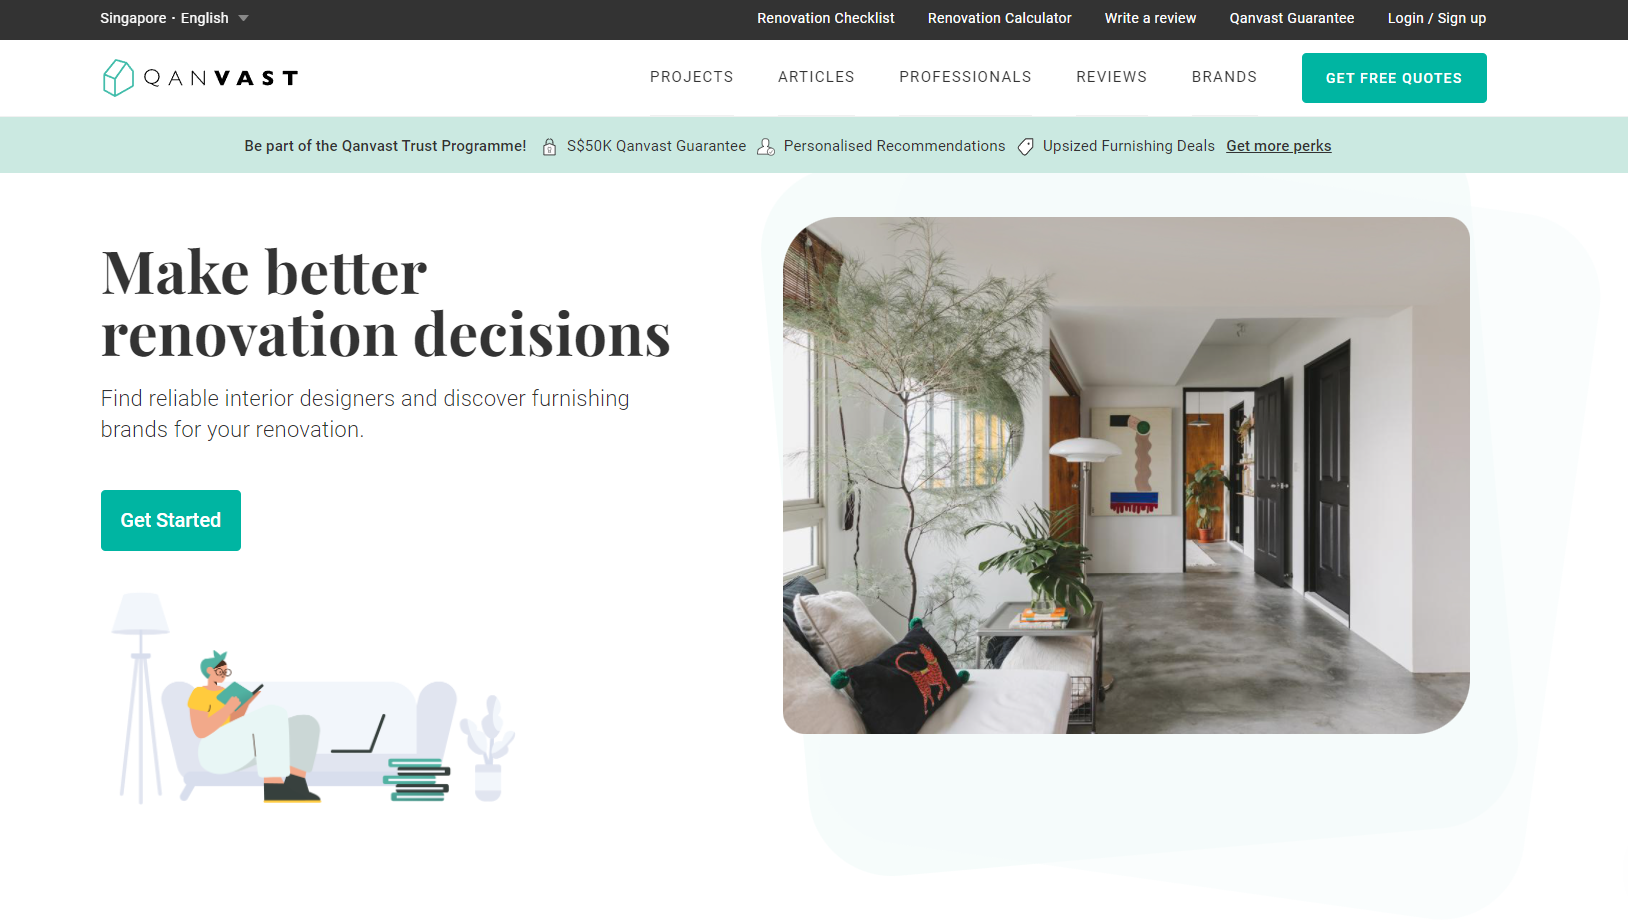 Singapore · English
Renovation Checklist
Renovation Calculator
Write a review
Qanvast Guarantee
Login / Sign up
QANVAST
PROJECTS
ARTICLES
PROFESSIONALS
REVIEWS
BRANDS
GET FREE QUOTES
Be part of the Qanvast Trust Programme! S$50K Qanvast Guarantee Personalised Recommendations Upsized Furnishing Deals Get more perks
Make better
renovation decisions
Find reliable interior designers and discover furnishing
brands for your renovation.
Get Started